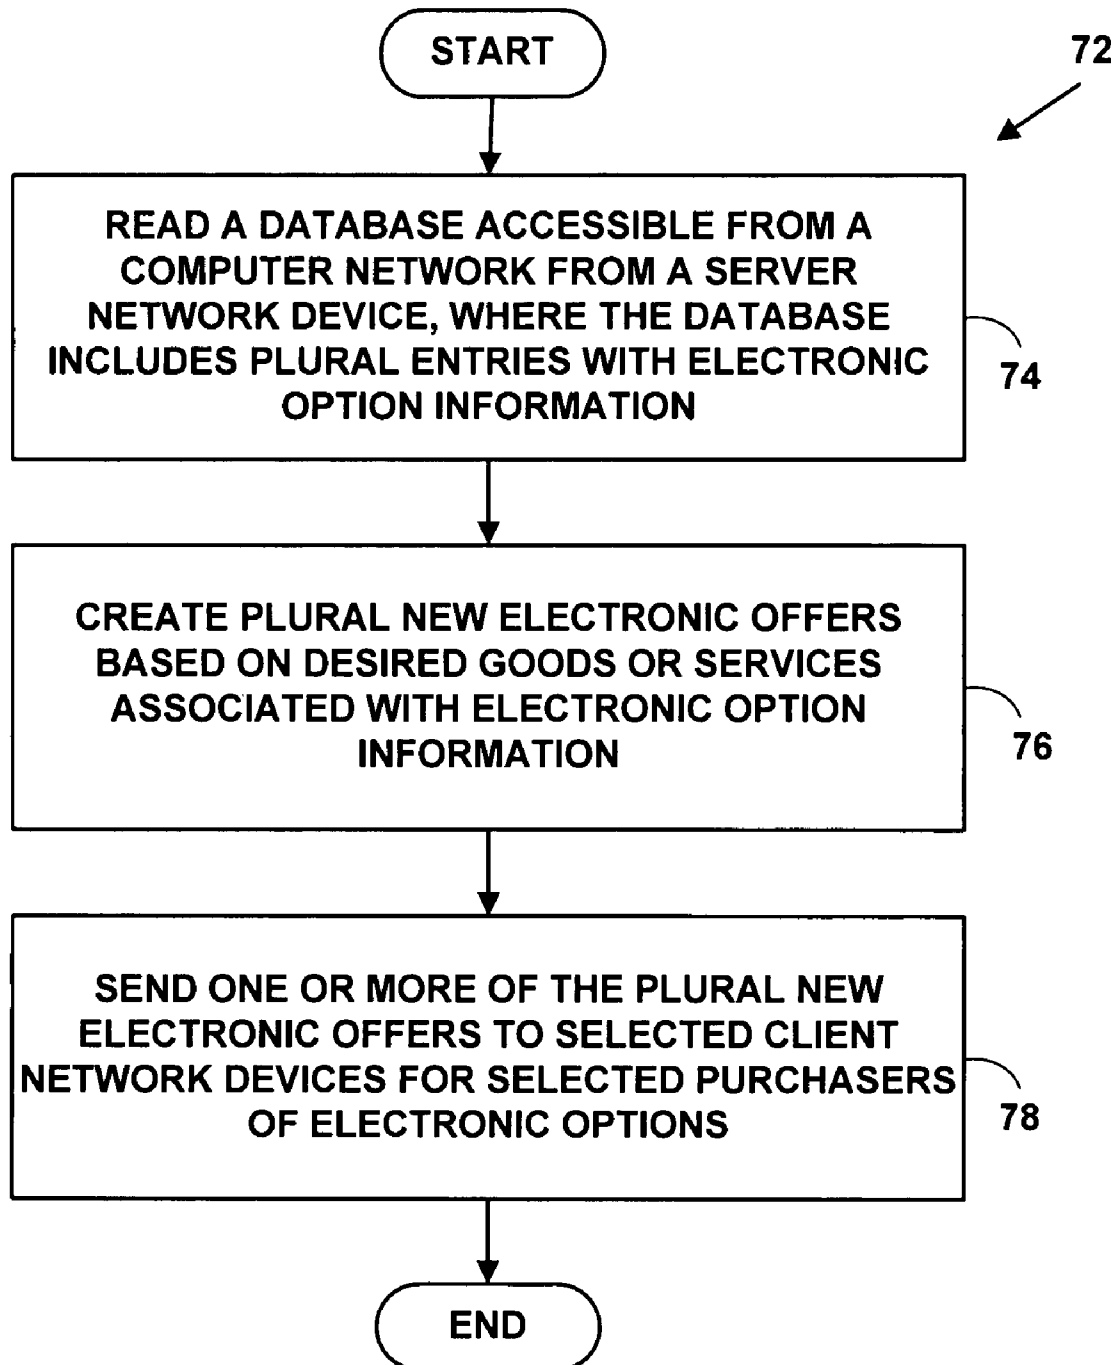 START
72
READ A DATABASE ACCESSIBLE FROM A
COMPUTER NETWORK FROM A SERVER
NETWORK DEVICE, WHERE THE DATABASE
INCLUDES PLURAL ENTRIES WITH ELECTRONIC
OPTION INFORMATION
74
CREATE PLURAL NEW ELECTRONIC OFFERS
BASED ON DESIRED GOODS OR SERVICES
ASSOCIATED WITH ELECTRONIC OPTION
INFORMATION
76
SEND ONE OR MORE OF THE PLURAL NEW
ELECTRONIC OFFERS TO SELECTED CLIENT
NETWORK DEVICES FOR SELECTED PURCHASERS
OF ELECTRONIC OPTIONS
78
END